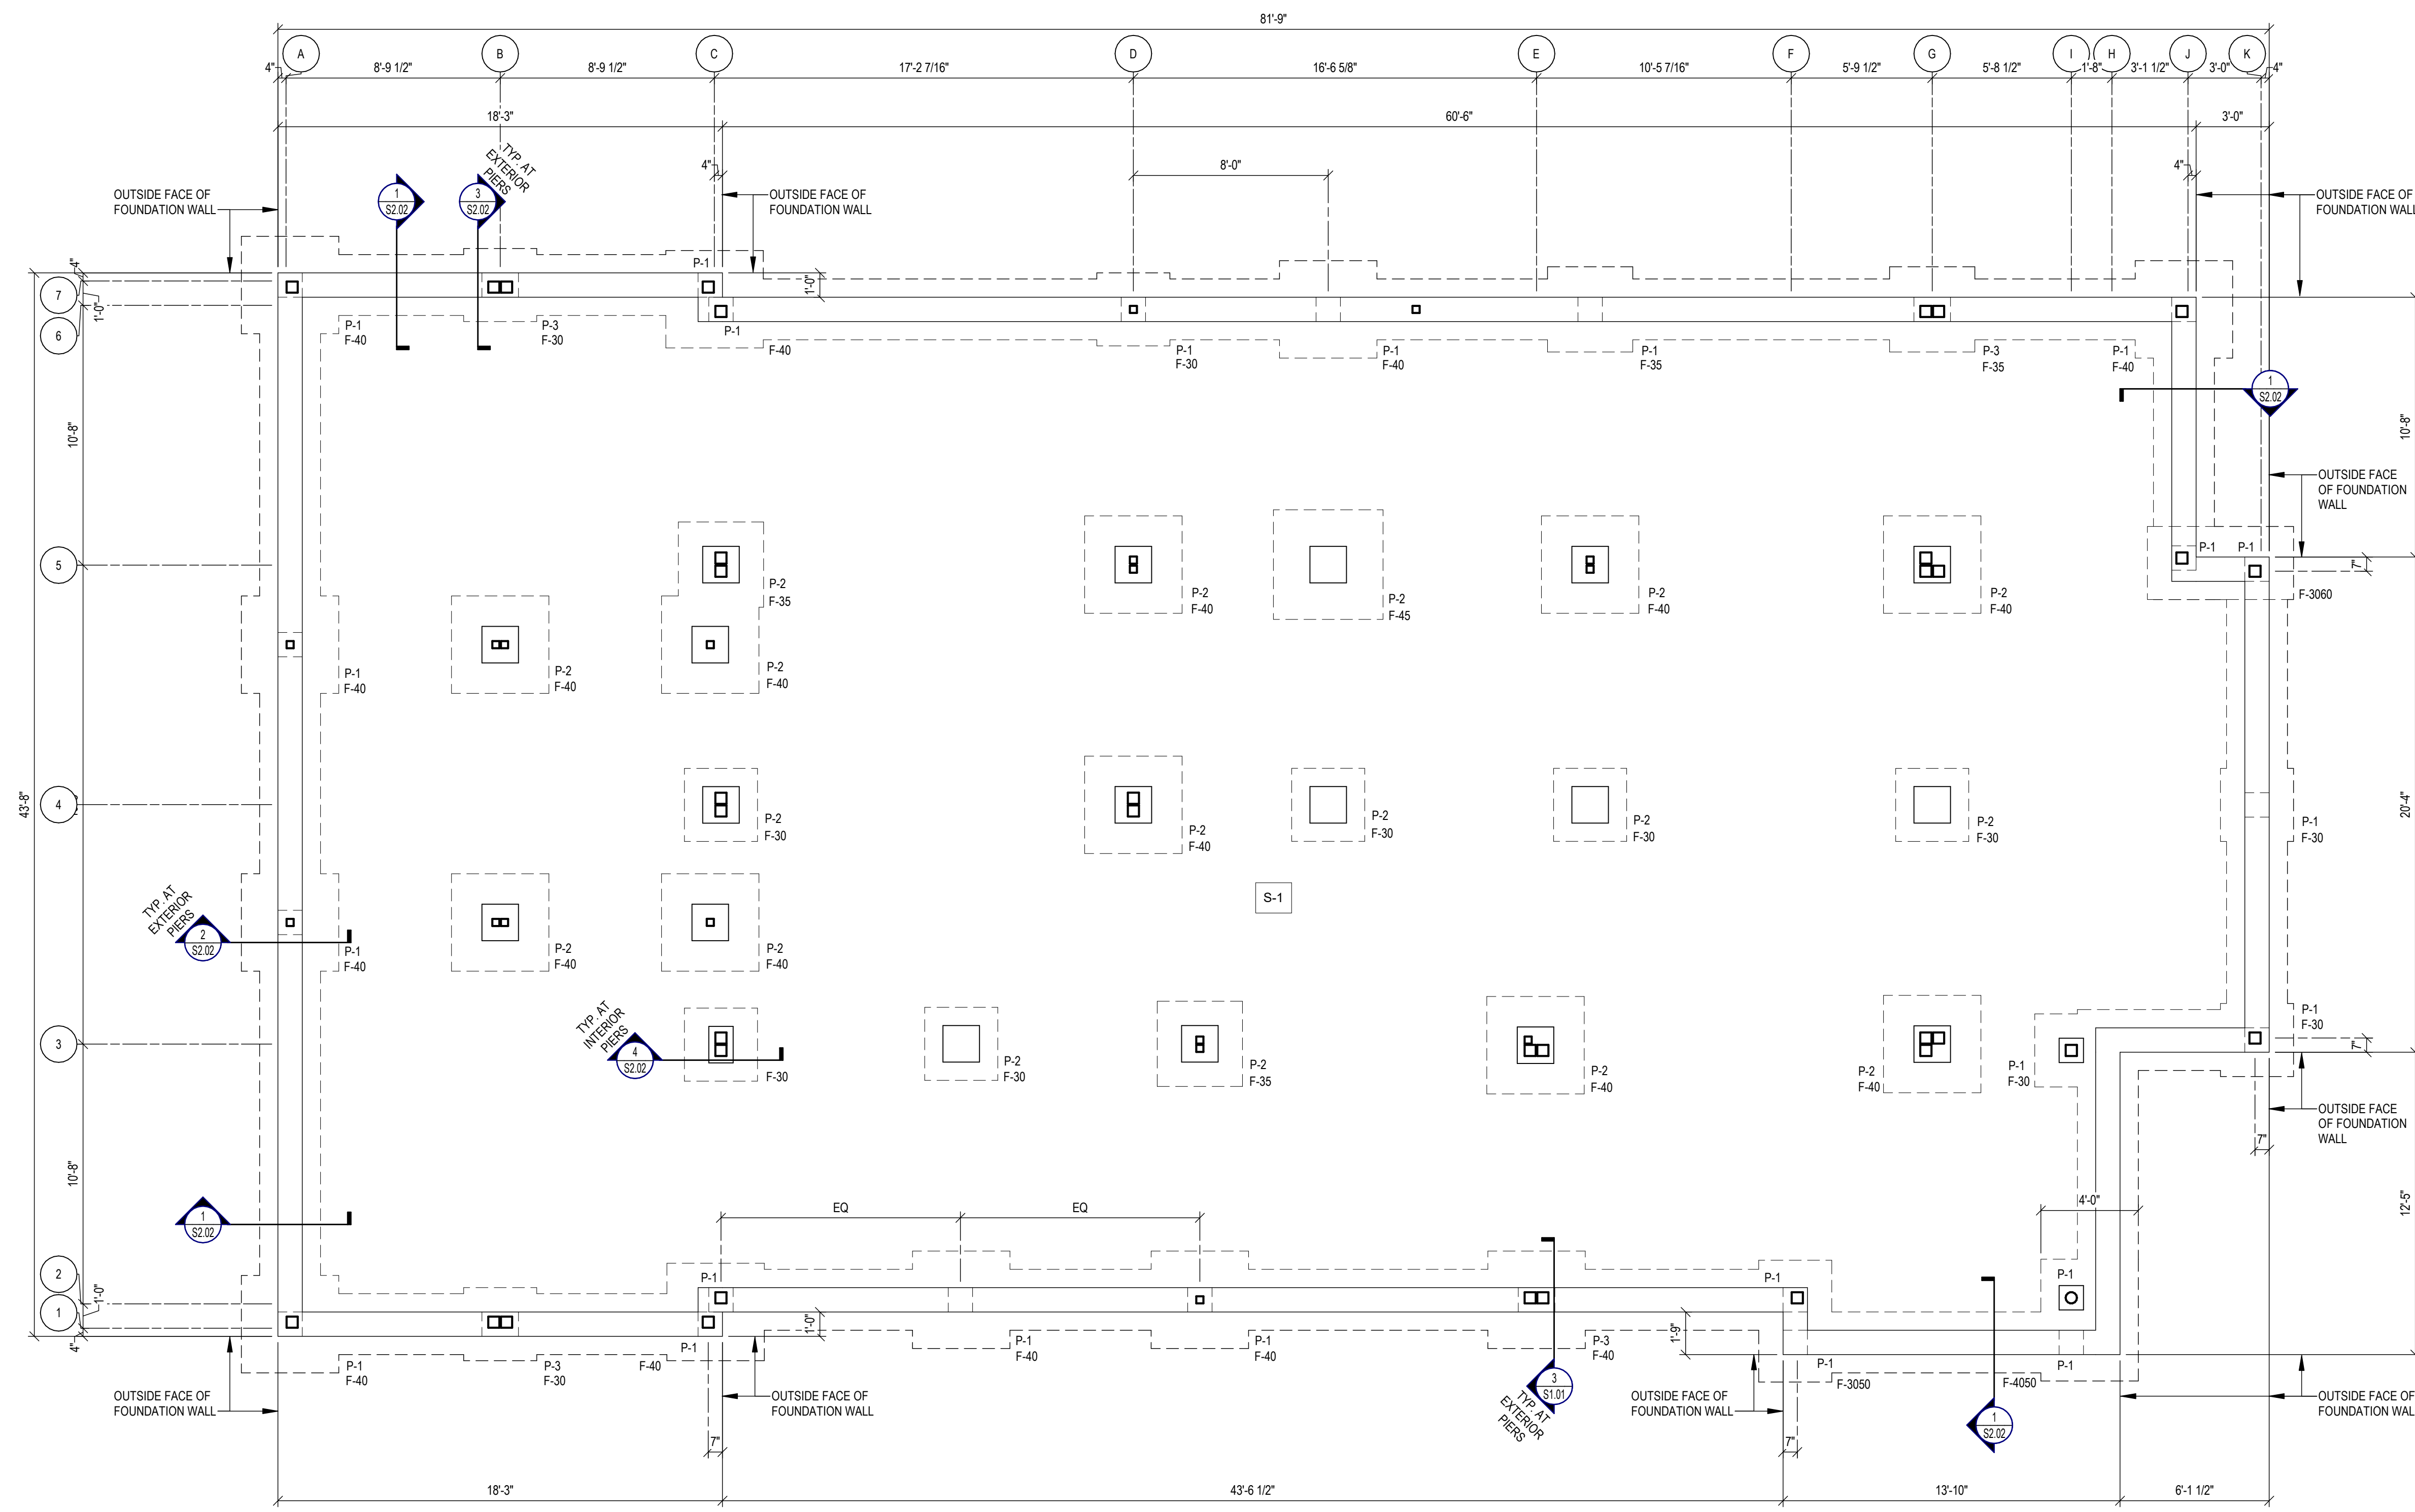 81'-9"
A
B
C
D
E
F
G
I
H
J
K
4"
8'-9 1/2"
8'-9 1/2"
17'-2 7/16"
16'-6 5/8"
10'-5 7/16"
5'-9 1/2"
5'-8 1/2"
1'-8"
3'-1 1/2"
3'-0"
4"
18'-3"
60'-6"
3'-0"
4"
8'-0"
4"
OUTSIDE FACE OF
FOUNDATION WALL
1
S2.02
3
S2.02
TYP. AT
EXTERIOR
PIERS
OUTSIDE FACE OF
FOUNDATION WALL
OUTSIDE FACE OF
FOUNDATION WALL
P-1
4"
7
1'-0"
6
1'-0"
P-1
F-40
P-3
F-30
P-1
F-40
P-1
F-30
P-1
F-40
P-1
F-35
P-3
F-35
P-1
F-40
1
S2.02
10'-8"
10'-8"
OUTSIDE FACE
OF FOUNDATION
WALL
5
P-1
P-1
7"
F-3060
P-2
F-35
P-2
F-40
P-2
F-45
P-2
F-40
P-2
F-40
P-1
F-40
P-2
F-40
P-2
F-40
43'-8"
4
20'-4"
P-2
F-30
P-2
F-40
P-2
F-30
P-2
F-30
P-2
F-30
P-1
F-30
S-1
TYP. AT
EXTERIOR
PIERS
2
S2.02
P-1
F-40
P-2
F-40
P-2
F-40
TYP. AT
INTERIOR
PIERS
4
S2.02
3
F-30
P-2
F-30
P-2
F-35
P-2
F-40
P-2
F-40
P-1
F-30
P-1
F-30
7"
OUTSIDE FACE
OF FOUNDATION
WALL
7"
10'-8"
1
S2.02
EQ
EQ
4'-0"
12'-5"
2
1'-0"
1
4"
P-1
P-1
P-1
1'-0"
1'-9"
P-1
F-40
P-3
F-30
F-40
P-1
P-1
F-40
P-1
F-40
P-3
F-40
P-1
F-3050
P-1
F-4050
OUTSIDE FACE OF
FOUNDATION WALL
OUTSIDE FACE OF
FOUNDATION WALL
3
S1.01
TYP. AT
EXTERIOR
PIERS
OUTSIDE FACE OF
FOUNDATION WALL
1
S2.02
OUTSIDE FACE OF
FOUNDATION WAL
7"
7"
18'-3"
43'-6 1/2"
13'-10"
6'-1 1/2"